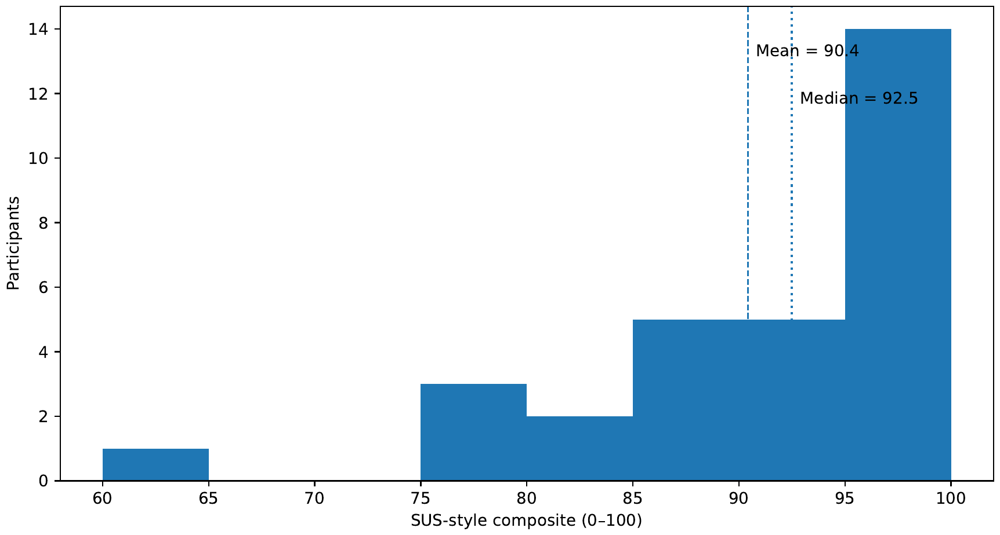 14
12
10
8
6
4
2
0
Participants
Mean = 90.4
Median = 92.5
60 65 70 75 80 85 90 95 100
SUS-style composite (0–100)